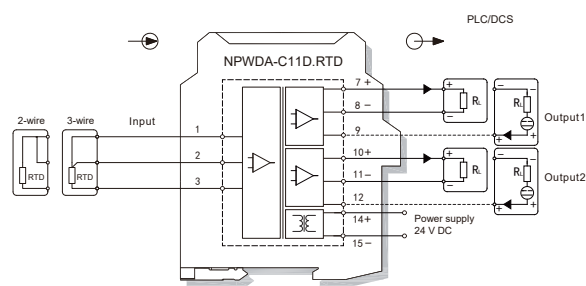 PLC/DCS
NPWDA-C11D.RTD
2-wire
3-wire
Input
RTD
RTD
1
2
3
7 +
8 −
9
10+
11−
12
14+
15 −
+
−
RL
−
−
RL
+
+
Output1
+
−
RL
−
−
RL
+
+
Output2
Power supply
24 V DC